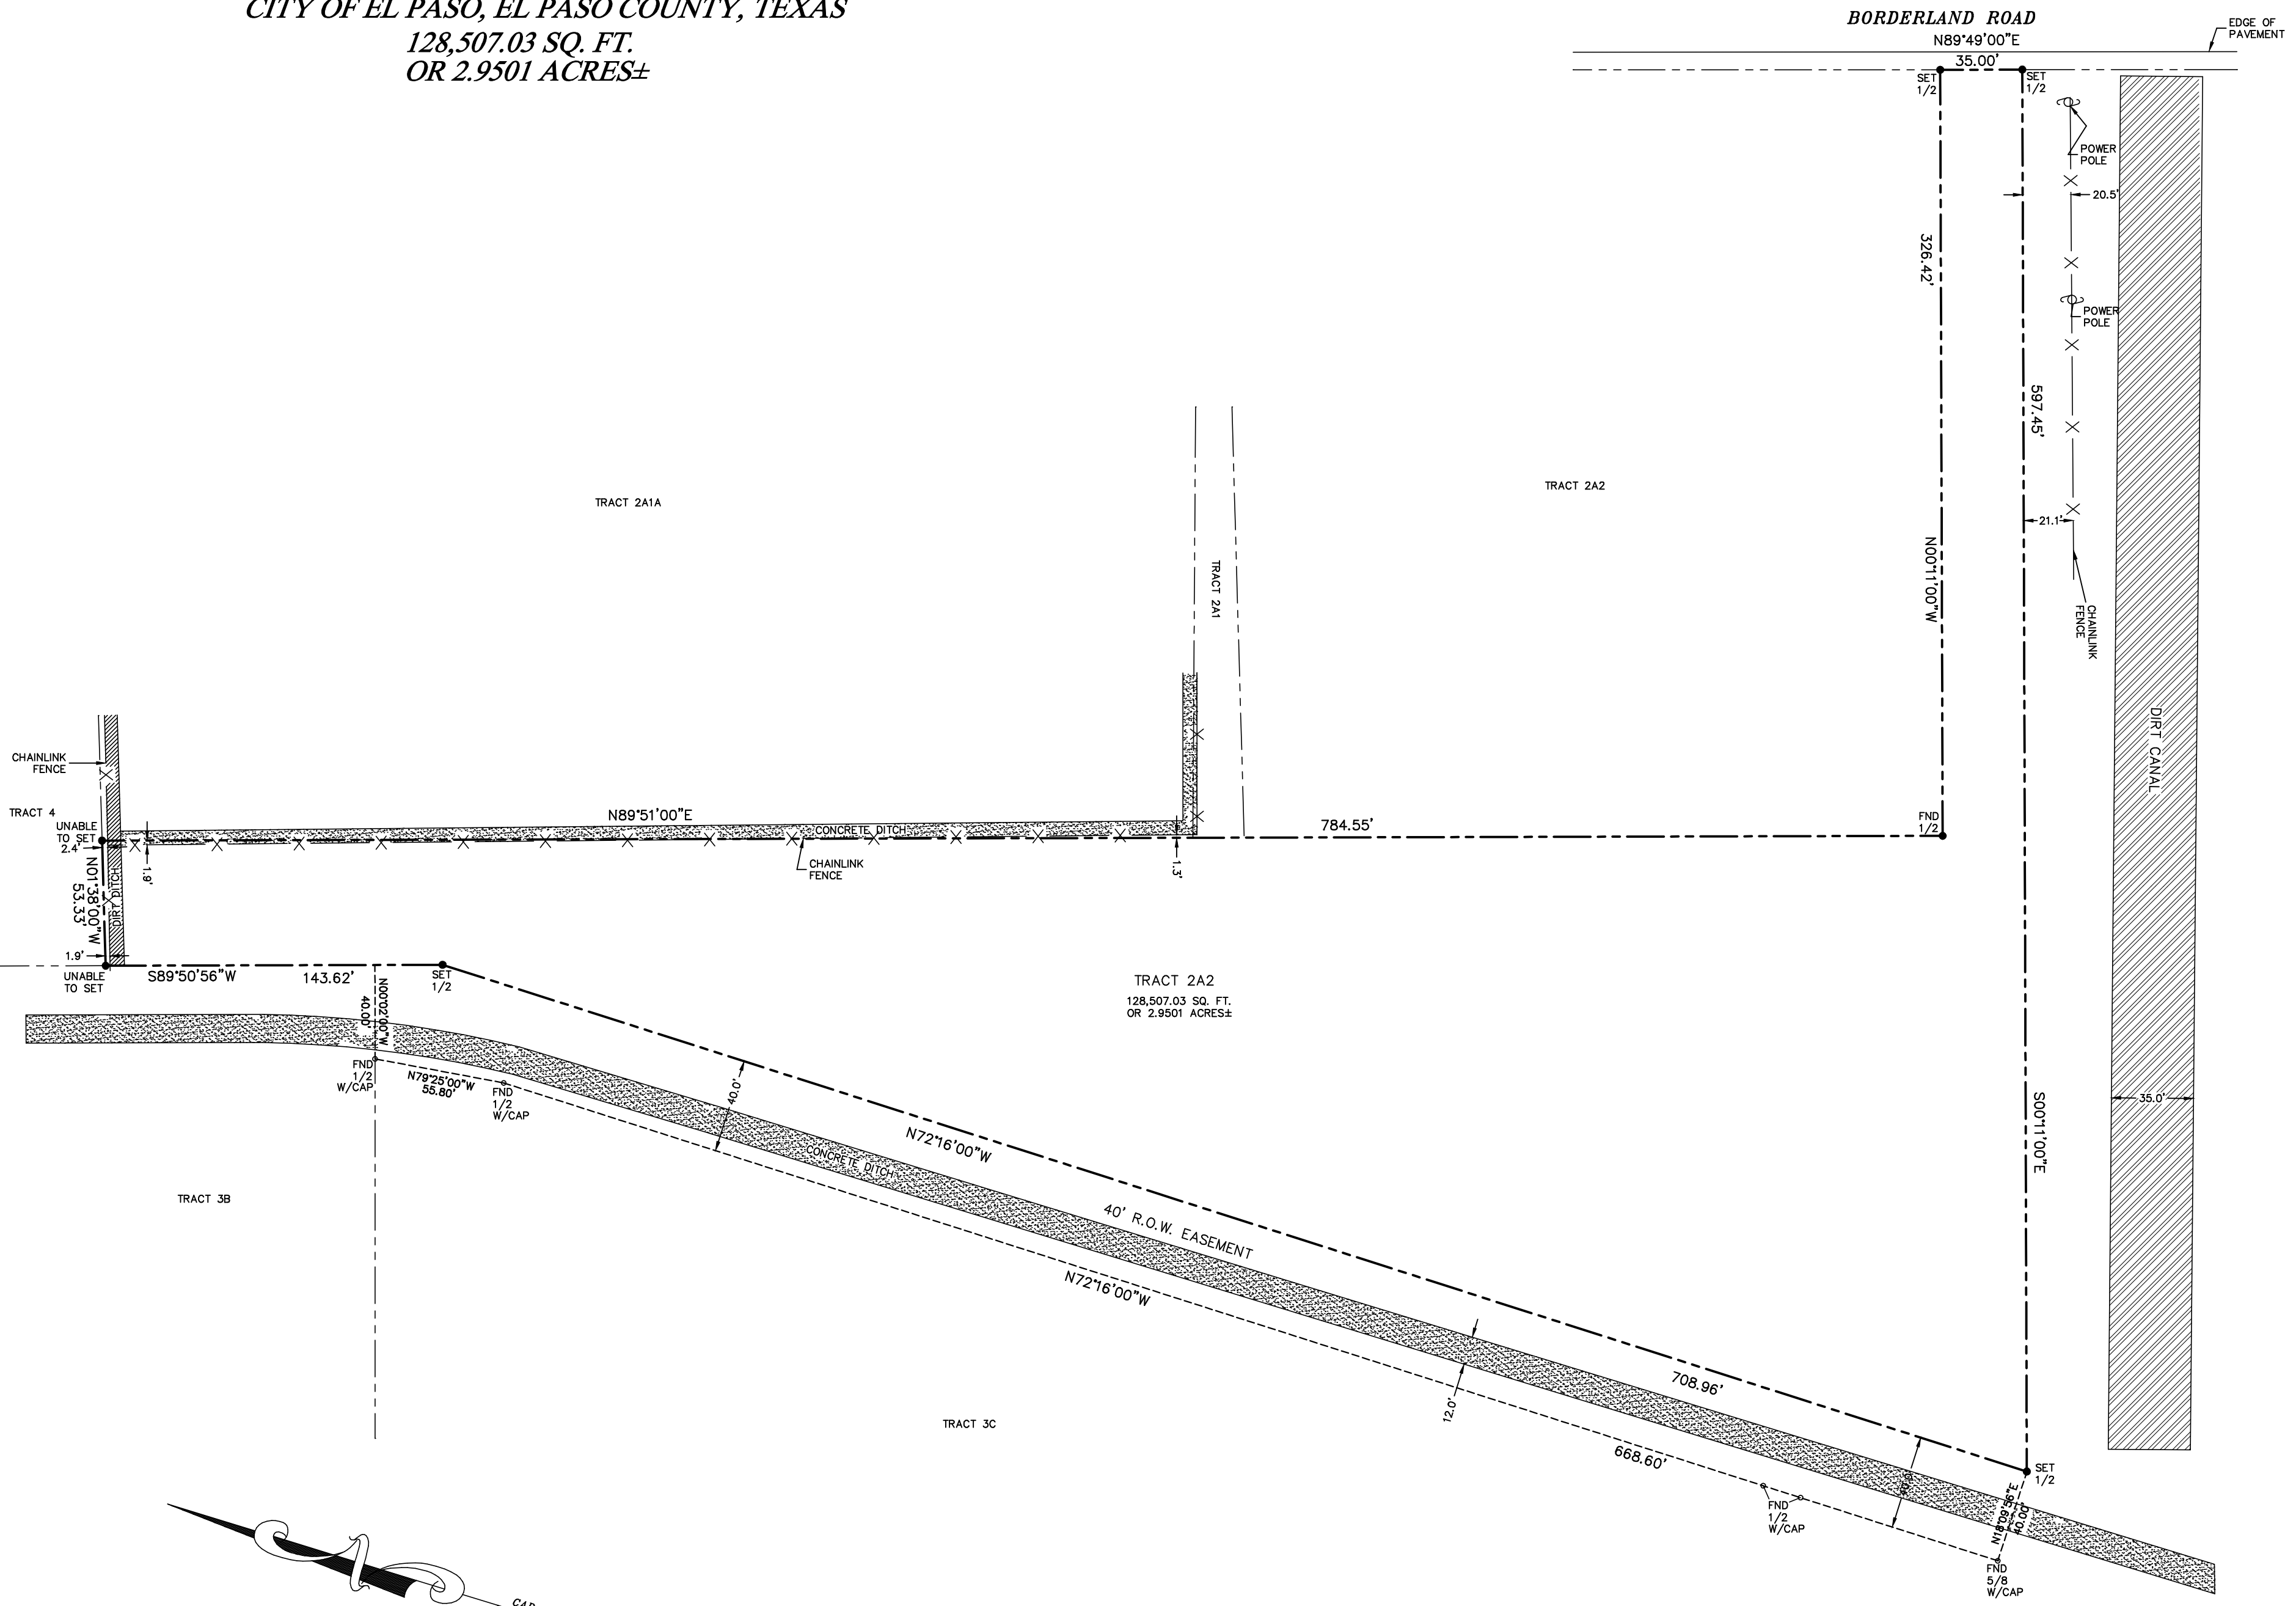 CITY OF EL PASO, EL PASO COUNTY, TEXAS
128,507.03 SQ. FT.
OR 2.9501 ACRES±
BORDERLAND ROAD
N89°49'00"E
35.00'
EDGE OF
PAVEMENT
SET
1/2
SET
1/2
POWER
POLE
20.5'
326.42'
POWER
POLE
597.45'
21.1'
N00°11'00"W
CHAINLINK
FENCE
TRACT 2A1A
TRACT 2A2
TRACT 2A1
DIRT CANAL
CHAINLINK
FENCE
TRACT 4
UNABLE
TO SET
2.4'
N89°51'00"E
CONCRETE DITCH
784.55'
FND
1/2
1.9'
CHAINLINK
FENCE
1.3'
N01°38'00"W
53.33'
DIRT DITCH
1.9'
UNABLE
TO SET
S89°50'56"W
143.62'
SET
1/2
N00°02'00"W
40.00'
TRACT 2A2
128,507.03 SQ. FT.
OR 2.9501 ACRES±
FND
1/2
W/CAP
N79°25'00"W
55.80'
FND
1/2
W/CAP
40.0'
N72°16'00"W
CONCRETE DITCH
S00°11'00"E
35.0'
TRACT 3B
40' R.O.W. EASEMENT
N72°16'00"W
TRACT 3C
12.0'
708.96'
668.60'
SET
1/2
40.0'
FND
1/2
W/CAP
N18°09'56"E
40.00'
FND
5/8
W/CAP